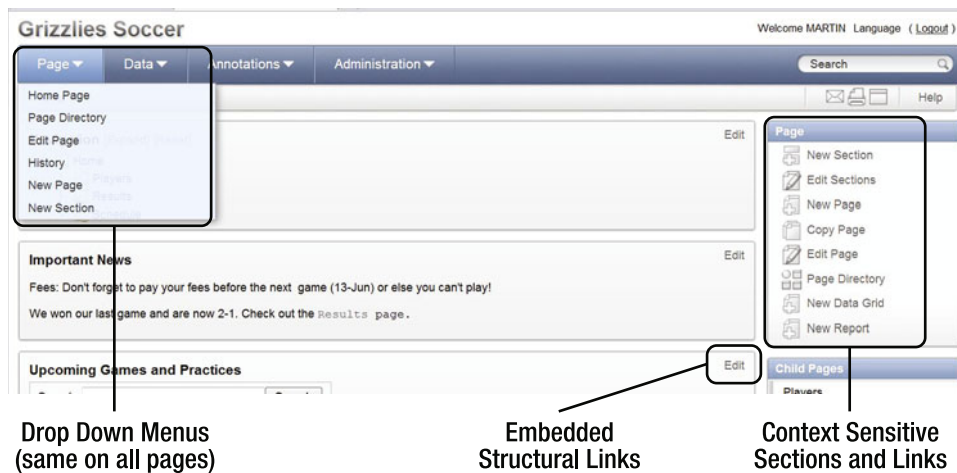 Grizzlies Soccer
Welcome MARTIN Language ( Logout )
Page Data Annotations Administration
Search
Help
Home Page
Page Directory
Edit Page
History
New Page
New Section
Edit
Page
New Section
Edit Sections
New Page
Copy Page
Edit Page
Page Directory
New Data Grid
New Report
Important News
Edit
Fees: Don't forget to pay your fees before the next game (13-Jun) or else you can't play!
We won our last game and are now 2-1. Check out the Results page.
Upcoming Games and Practices
Edit
Child Pages
Players
Drop Down Menus
(same on all pages)
Embedded
Structural Links
Context Sensitive
Sections and Links